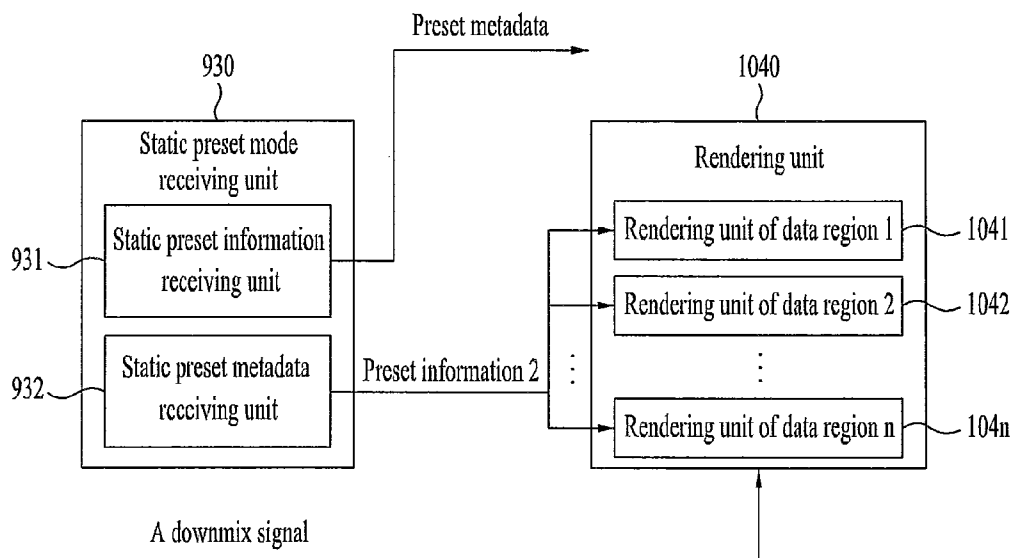 Preset metadata
930
1040
Static preset mode
receiving unit
Rendering unit
Static preset information
receiving unit
931
Rendering unit of data region 1
1041
Rendering unit of data region 2
1042
Static preset metadata
receiving unit
932
Preset information 2
Rendering unit of data region n
104n
A downmix signal